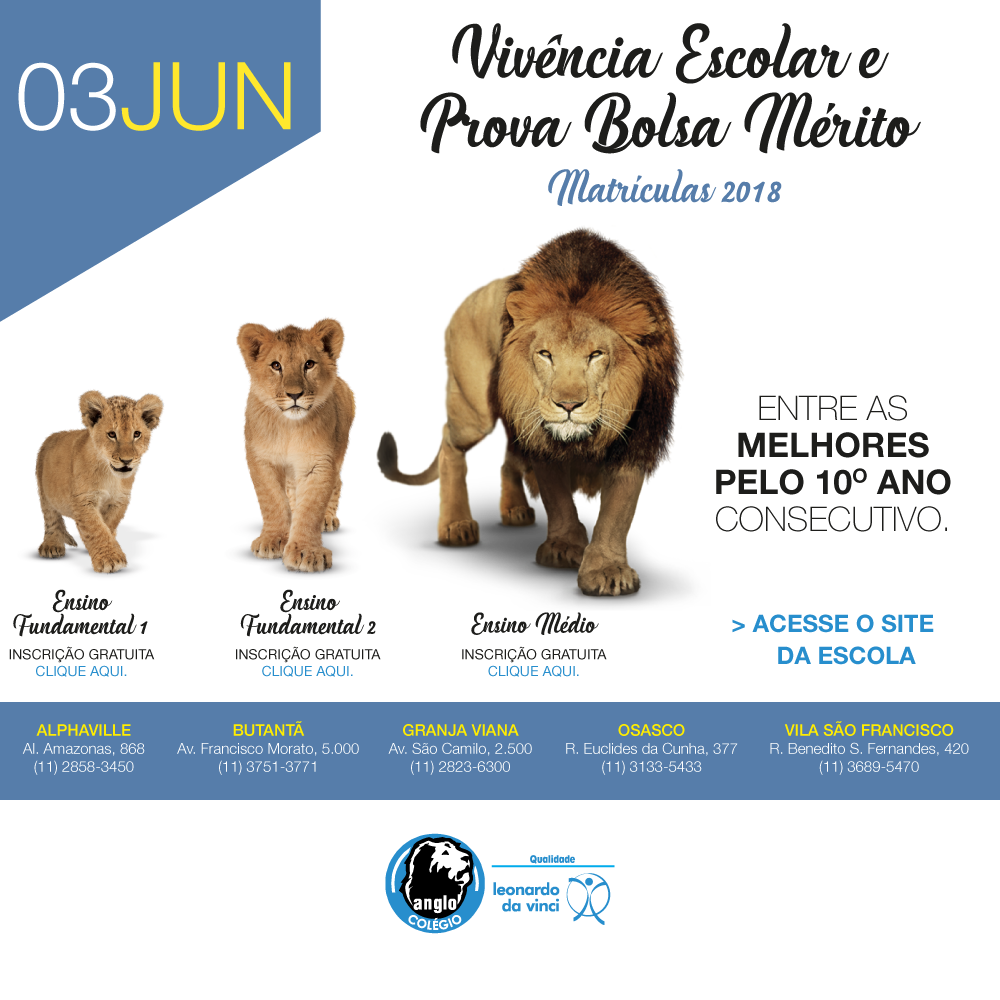 03JUN
Vivência Escolar e
Prova Bolsa Mérito
Matrículas 2018
ENTRE AS
MELHORES
PELO 10º ANO
CONSECUTIVO.
Ensino
Fundamental 1
INSCRIÇÃO GRATUITA
CLIQUE AQUI.
Ensino
Fundamental 2
INSCRIÇÃO GRATUITA
CLIQUE AQUI.
Ensino Médio
INSCRIÇÃO GRATUITA
CLIQUE AQUI.
> ACESSE O SITE
DA ESCOLA
ALPHAVILLE
Al. Amazonas, 868
(11) 2858-3450
BUTANTÃ
Av. Francisco Morato, 5.000
(11) 3751-3771
GRANJA VIANA
Av. São Camilo, 2.500
(11) 2823-6300
OSASCO
R. Euclides da Cunha, 377
(11) 3133-5433
VILA SÃO FRANCISCO
R. Benedito S. Fernandes, 420
(11) 3689-5470
anglo
COLÉGIO
Qualidade
leonardo
da vinci